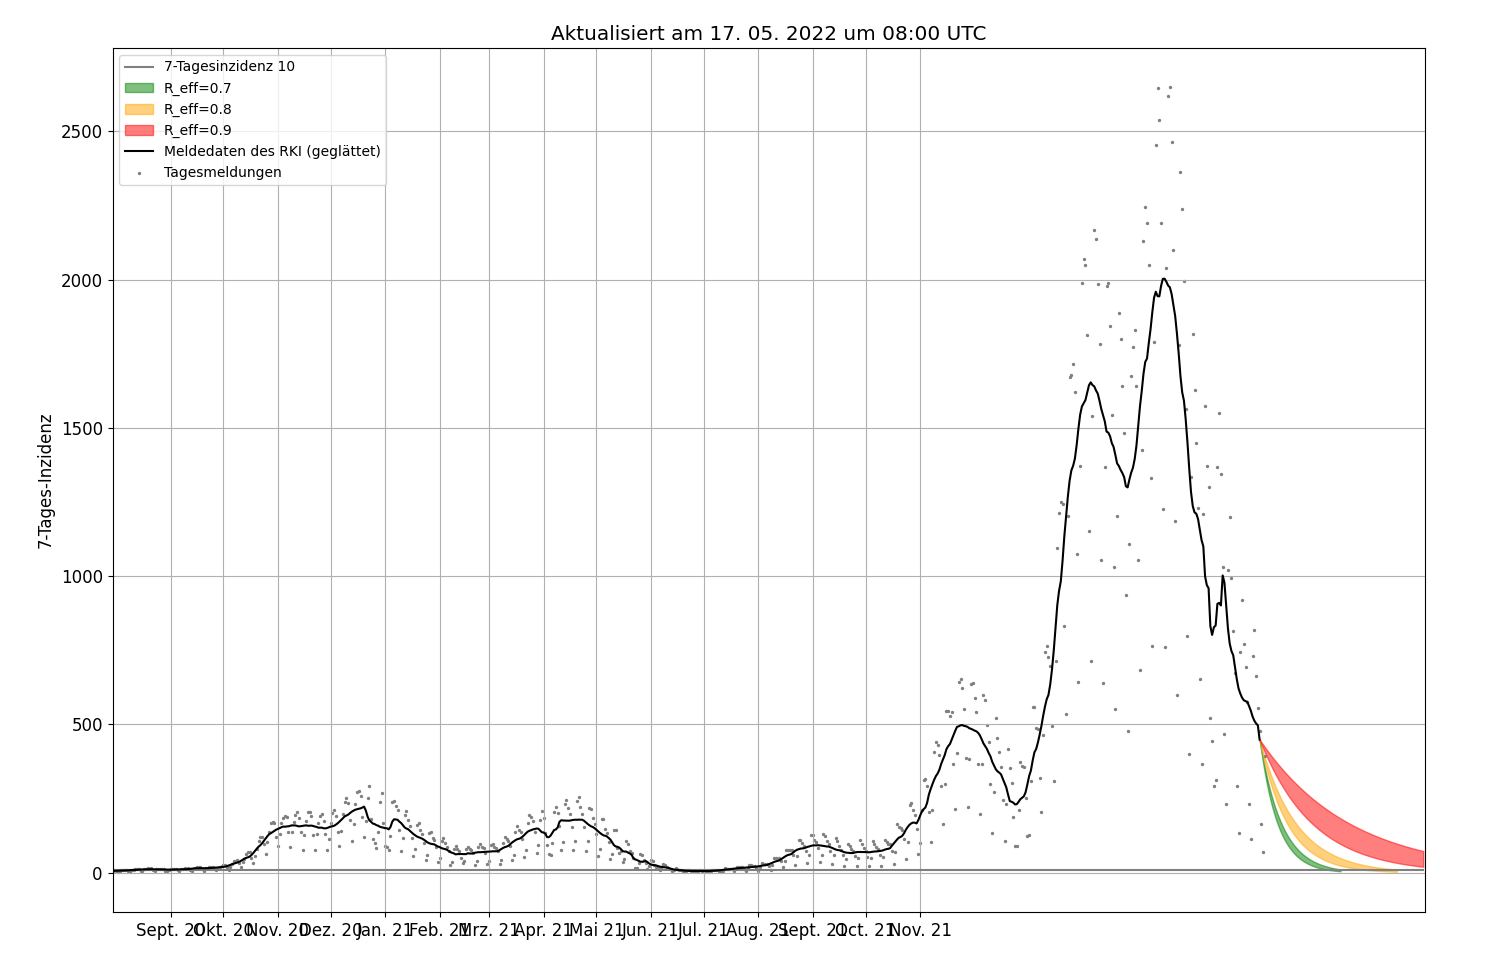 Aktualisiert am 17. 05. 2022 um 08:00 UTC
7-Tagesinzidenz 10
R_eff=0.7
R_eff=0.8
R_eff=0.9
Meldedaten des RKI (geglättet)
Tagesmeldungen
7-Tages-Inzidenz
2500
2000
1500
1000
500
0
Sept. 20 Okt. 20 Nov. 20 Dez. 20 Jan. 21 Feb. 21 Mrz. 21 Apr. 21 Mai 21 Jun. 21 Jul. 21 Aug. 21 Sept. 21 Oct. 21 Nov. 21